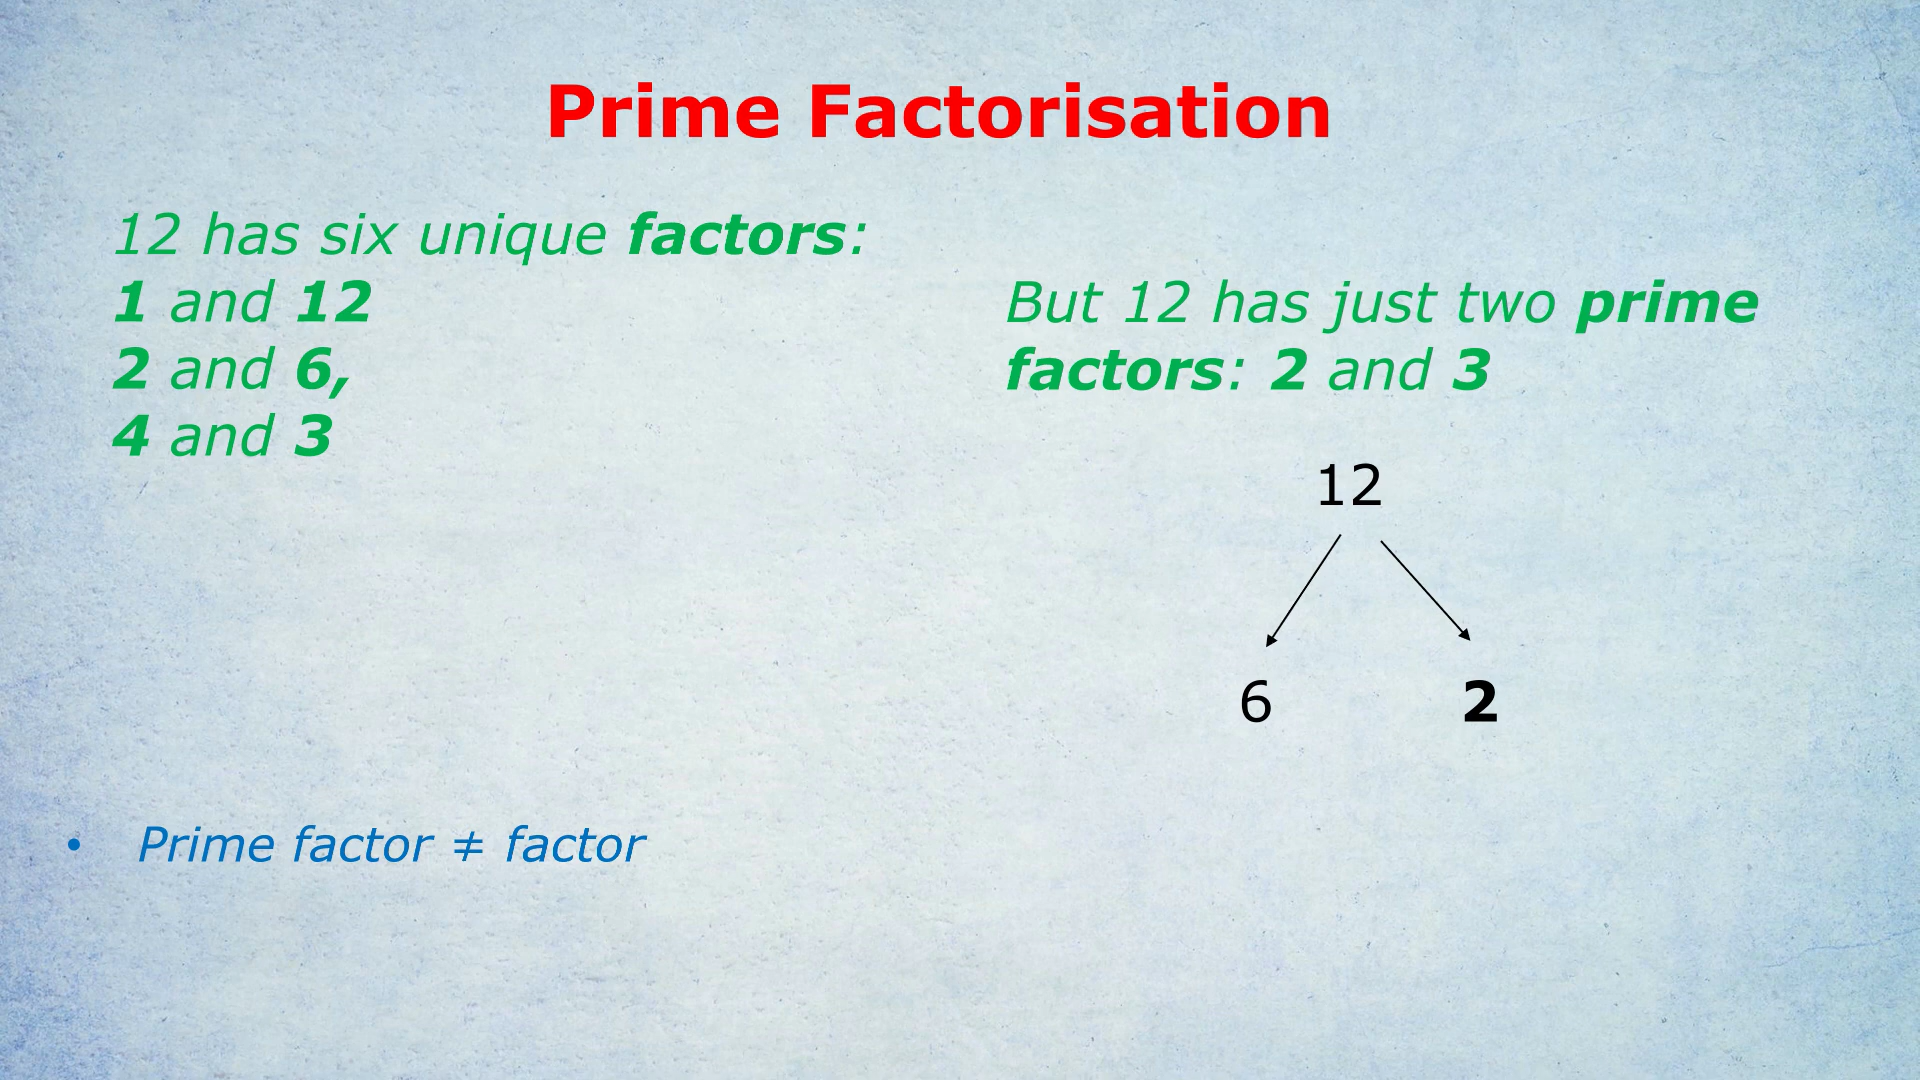 Prime Factorisation
12 has six unique factors:
1 and 12
2 and 6,
4 and 3
But 12 has just two prime
factors: 2 and 3
12
6 2
• Prime factor ≠ factor